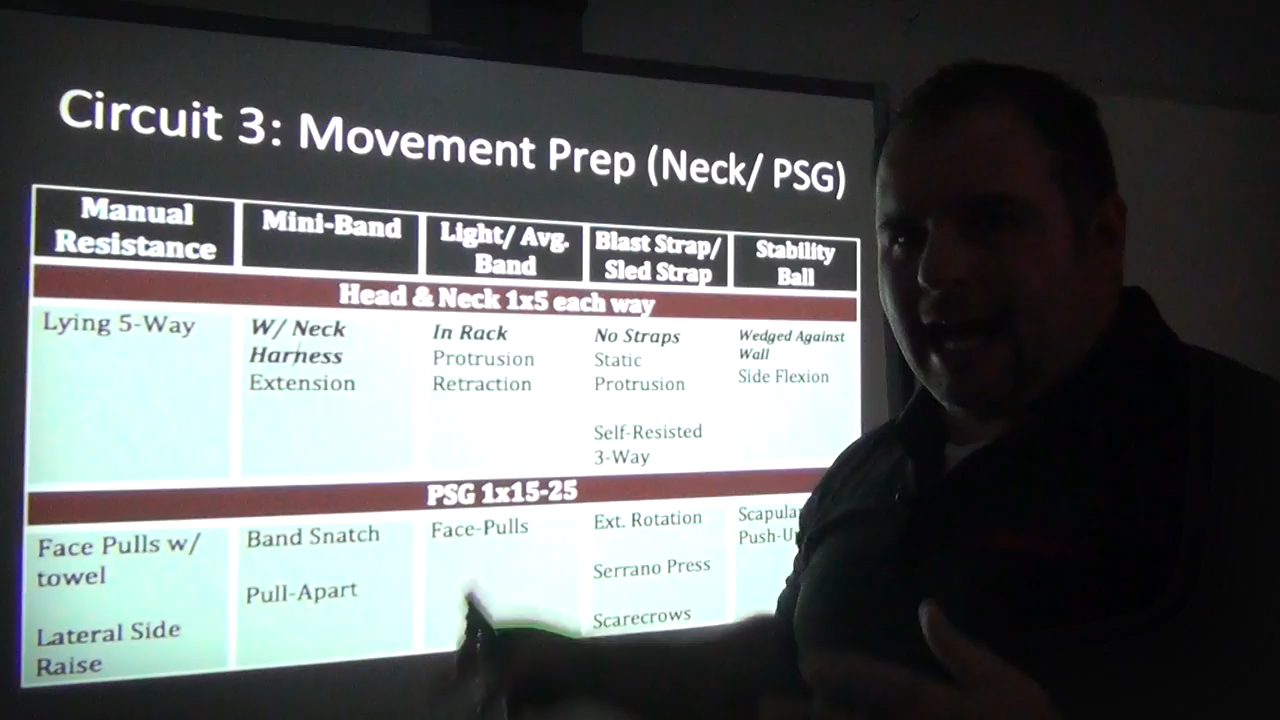 Circuit 3: Movement Prep (Neck/ PSG)
Manual
Resistance
Mini-Band
Light/ Avg.
Band
Blast Strap/
Sled Strap
Stability
Ball
Head & Neck 1x5 each way
Lying 5-Way
W/ Neck
Harness
Extension
In Rack
Protrusion
Retraction
No Straps
Static
Protrusion
Self-Resisted
3-Way
Wedged Against
Wall
Side Flexion
PSG 1x15-25
Face Pulls w/
towel
Lateral Side
Raise
Band Snatch
Pull-Apart
Face-Pulls
Ext. Rotation
Serrano Press
Scarecrows